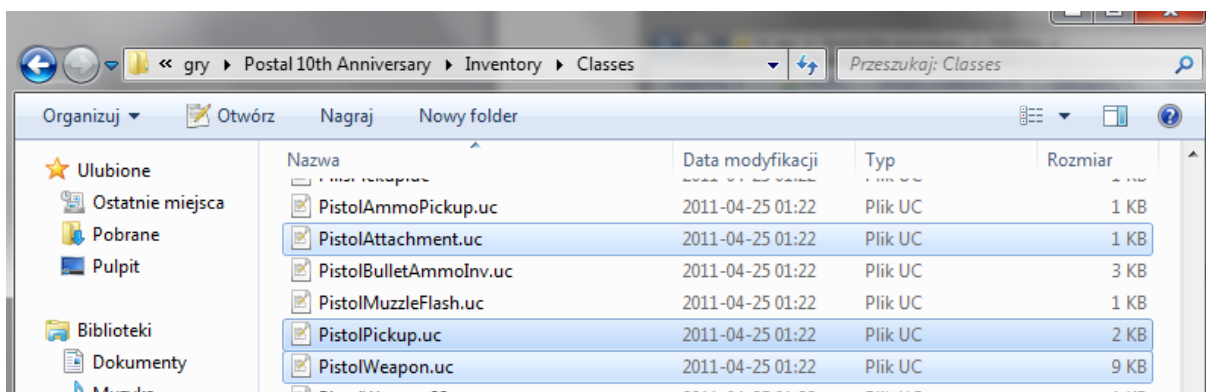 « gry ▸ Postal 10th Anniversary ▸ Inventory ▸ Classes Przeszukaj: Classes
Organizuj Otwórz Nagraj Nowy folder
Ulubione
Ostatnie miejsca
Pobrane
Pulpit
Biblioteki
Dokumenty
Nazwa Data modyfikacji Typ Rozmiar
PistolAmmoPickup.uc 2011-04-25 01:22 Plik UC 1 KB
PistolAttachment.uc 2011-04-25 01:22 Plik UC 1 KB
PistolBulletAmmoInv.uc 2011-04-25 01:22 Plik UC 3 KB
PistolMuzzleFlash.uc 2011-04-25 01:22 Plik UC 1 KB
PistolPickup.uc 2011-04-25 01:22 Plik UC 2 KB
PistolWeapon.uc 2011-04-25 01:22 Plik UC 9 KB